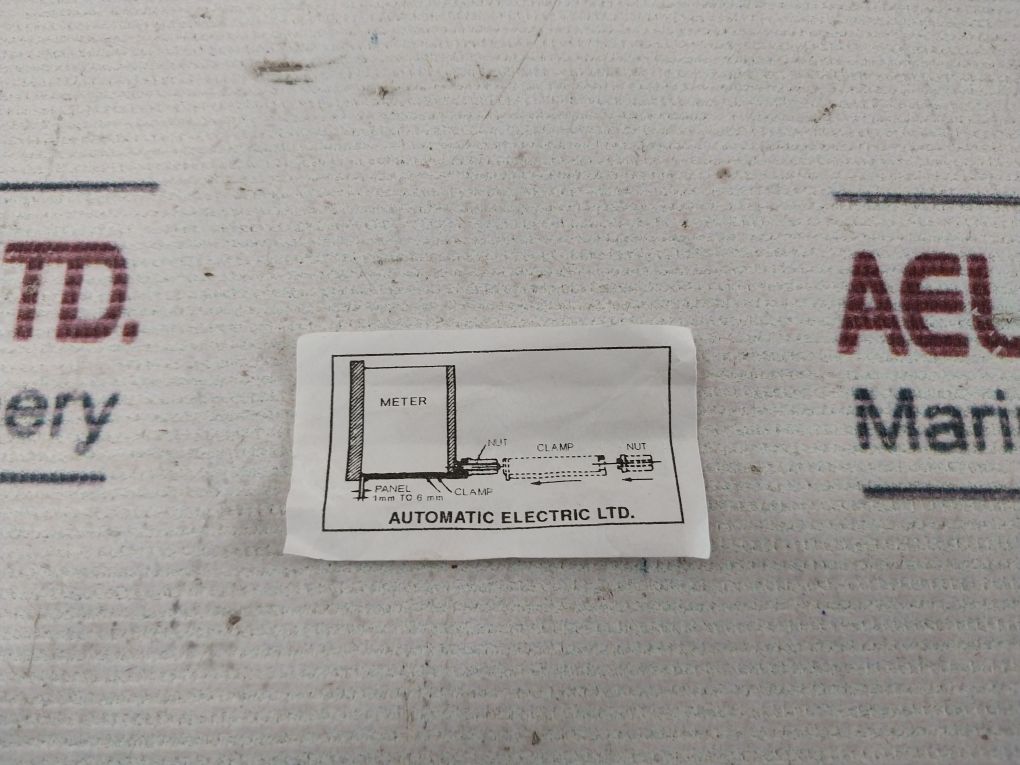 TD.
ery
AEL
Mari
METER
NUT
CLAMP
NUT
PANEL
1mm TO 6 mm
CLAMP
AUTOMATIC ELECTRIC LTD.